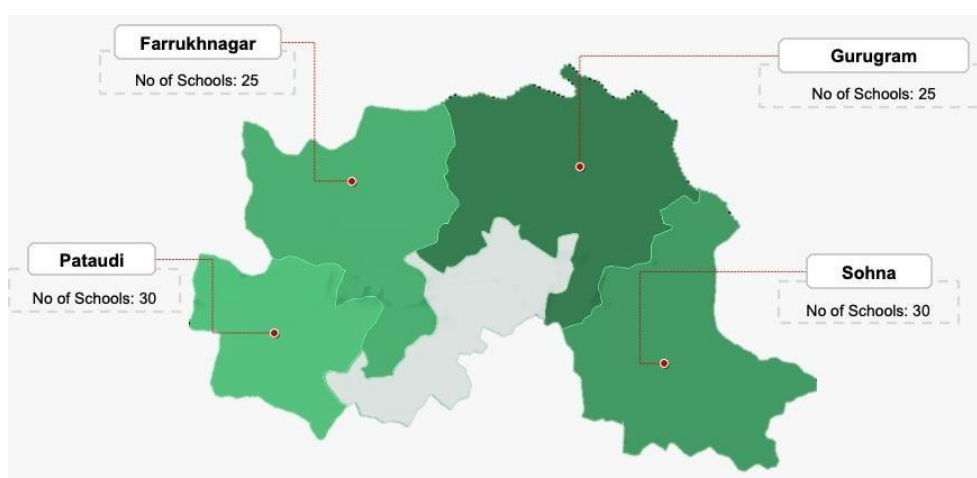 Farrukhnagar
No of Schools: 25
Gurugram
No of Schools: 25
Pataudi
No of Schools: 30
Sohna
No of Schools: 30